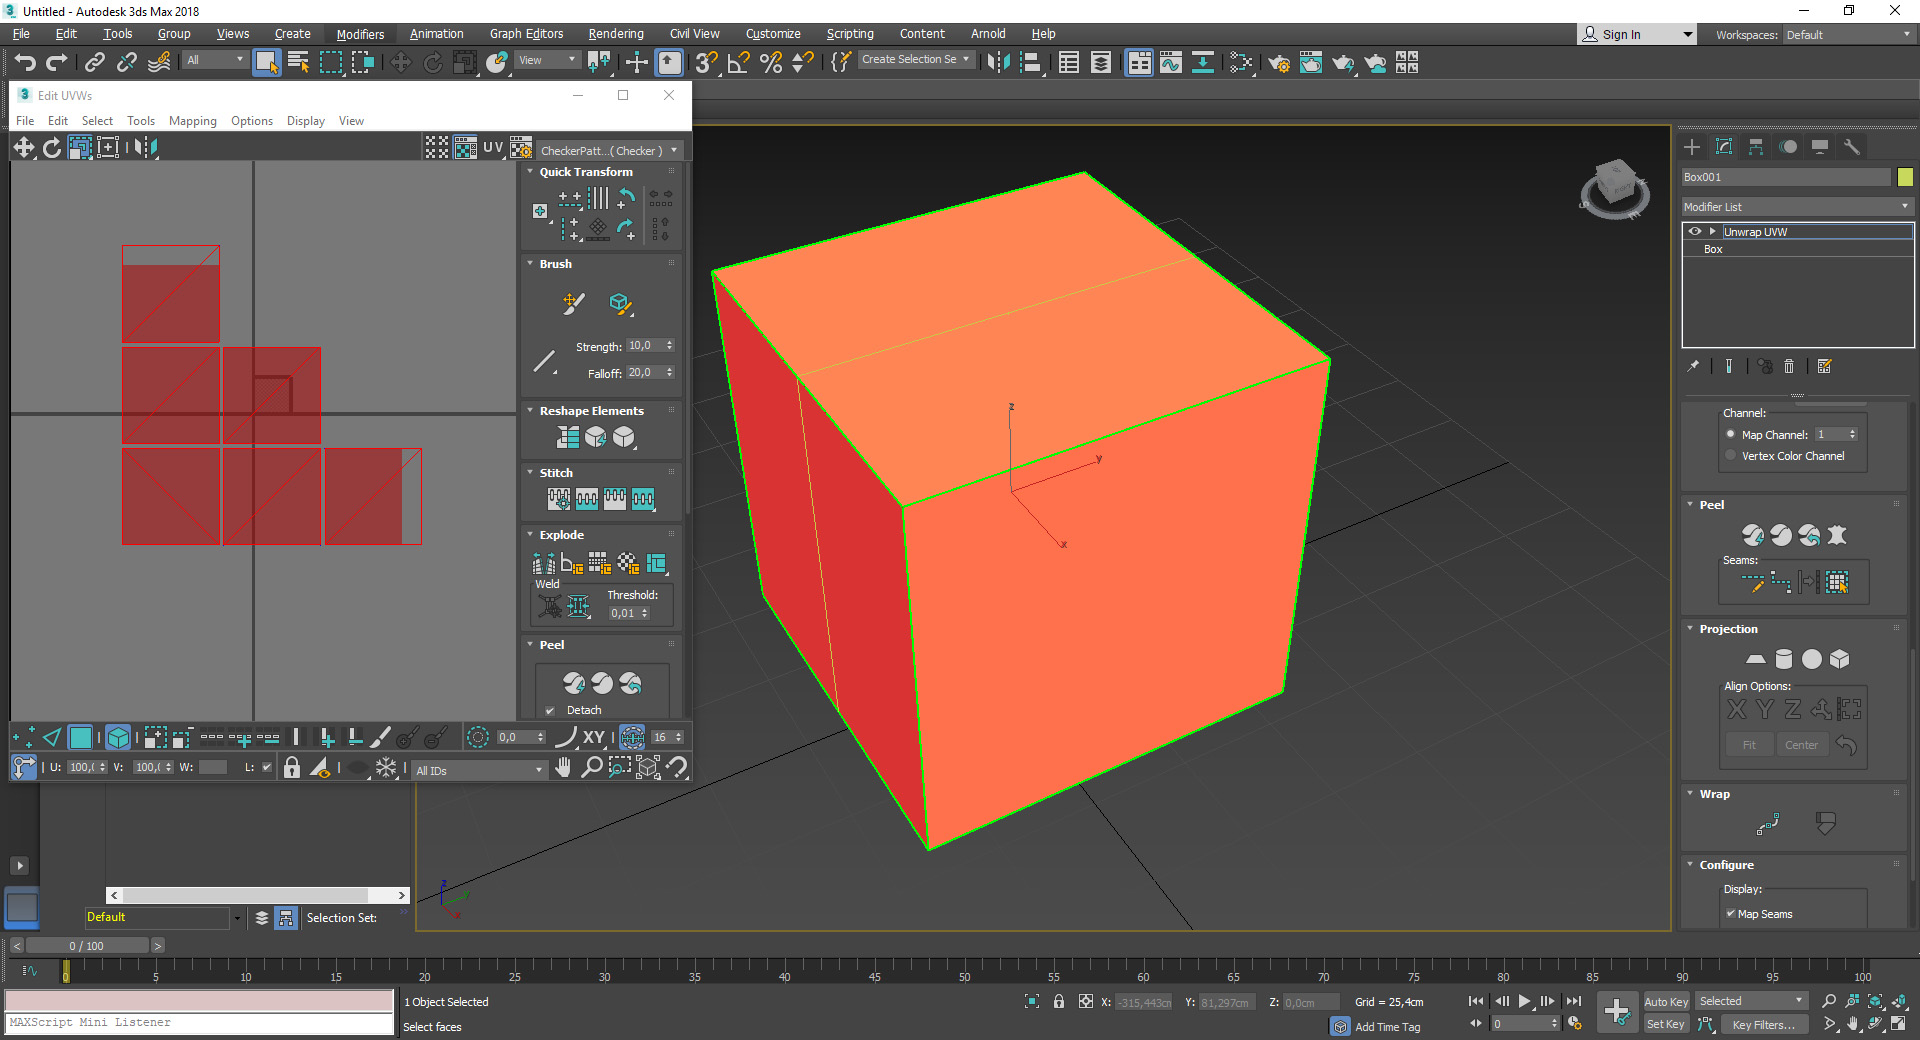 Untitled - Autodesk 3ds Max 2018
File Edit Tools Group Views Create Modifiers Animation Graph Editors Rendering Civil View Customize Scripting Content Arnold Help
Sign In
Workspaces: Default
All
View
Create Selection Se
Edit UVWs
File Edit Select Tools Mapping Options Display View
UV
CheckerPatt...( Checker )
Quick Transform
Brush
Strength: 10,0
Falloff: 20,0
Reshape Elements
Stitch
Explode
Weld
Threshold:
0,01
Peel
Detach
0,0
XY
16
U: 100,( V: 100,( W: L:
All IDs
z
y
x
Box001
Modifier List
Unwrap UVW
Box
Channel:
Map Channel: 1
Vertex Color Channel
Peel
Seams:
Projection
Align Options:
X Y Z
Fit Center
Wrap
Configure
Display:
Map Seams
Default
Selection Set:
0 / 100
0 5 10 15 20 25 30 35 40 45 50 55 60 65 70 75 80 85 90 95 100
MAXScript Mini Listener
1 Object Selected
Select faces
X: -315,443cm Y: 81,297cm Z: 0,0cm Grid = 25,4cm
Add Time Tag
0
Auto Key Selected
Set Key Key Filters...